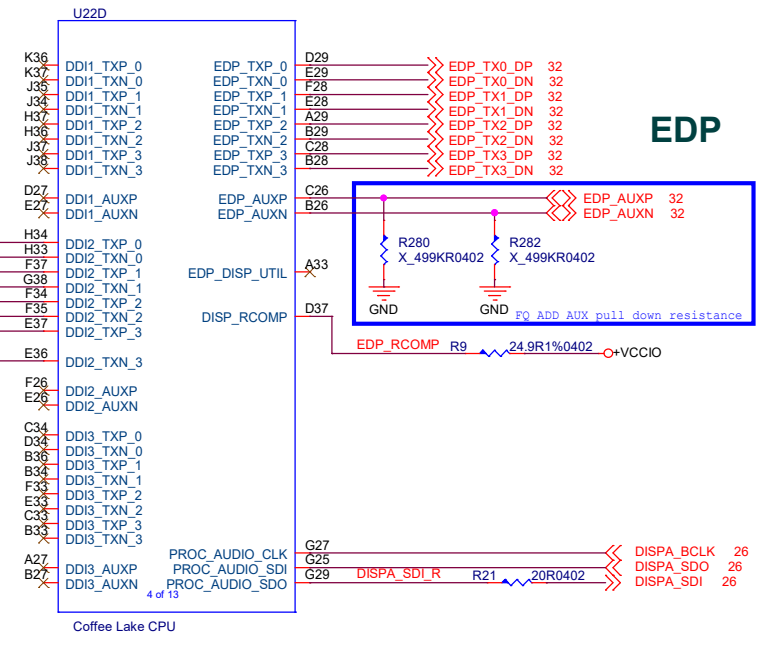 U22D
K36 DDI1_TXP_0 EDP_TXP_0 D29 EDP_TX0_DP 32
K37 DDI1_TXN_0 EDP_TXN_0 E29 EDP_TX0_DN 32
J35 DDI1_TXP_1 EDP_TXP_1 F28 EDP_TX1_DP 32
J34 DDI1_TXN_1 EDP_TXN_1 E28 EDP_TX1_DN 32
H37 DDI1_TXP_2 EDP_TXP_2 A29 EDP_TX2_DP 32
H36 DDI1_TXN_2 EDP_TXN_2 B29 EDP_TX2_DN 32
J37 DDI1_TXP_3 EDP_TXP_3 C28 EDP_TX3_DP 32
J38 DDI1_TXN_3 EDP_TXN_3 B28 EDP_TX3_DN 32
EDP
D27 DDI1_AUXP EDP_AUXP C26 EDP_AUXP 32
E27 DDI1_AUXN EDP_AUXN B26 EDP_AUXN 32
H34 DDI2_TXP_0
H33 DDI2_TXN_0
F37 DDI2_TXP_1 EDP_DISP_UTIL A33
G38 DDI2_TXN_1
F34 DDI2_TXP_2
F35 DDI2_TXN_2 DISP_RCOMP D37
E37 DDI2_TXP_3
E36 DDI2_TXN_3
R280 R282
X_499KR0402 X_499KR0402
GND GND
FQ ADD AUX pull down resistance
EDP_RCOMP R9 24.9R1%0402 +VCCIO
F26 DDI2_AUXP
E26 DDI2_AUXN
C34 DDI3_TXP_0
D34 DDI3_TXN_0
B36 DDI3_TXP_1
B34 DDI3_TXN_1
F33 DDI3_TXP_2
E33 DDI3_TXN_2
C33 DDI3_TXP_3
B33 DDI3_TXN_3
PROC_AUDIO_CLK G27 DISPA_BCLK 26
A27 DDI3_AUXP PROC_AUDIO_SDI G25 DISPA_SDO 26
B27 DDI3_AUXN PROC_AUDIO_SDO G29 DISPA_SDI_R R21 20R0402 DISPA_SDI 26
4 of 13
Coffee Lake CPU